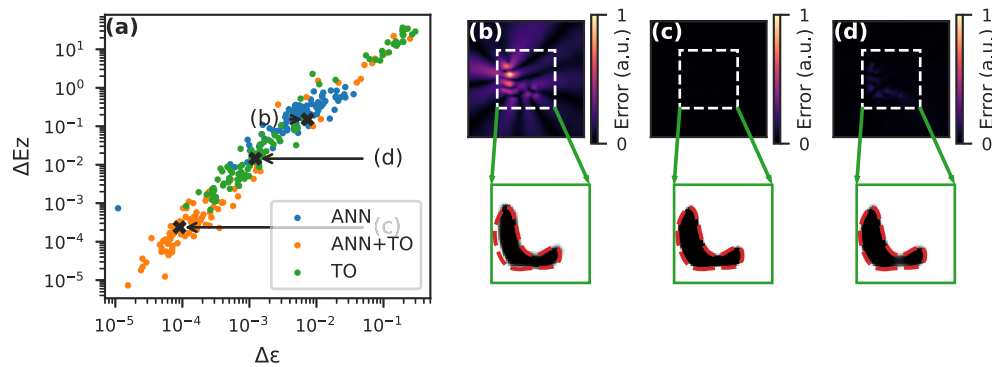 (a)
10¹
10⁰
10⁻¹
10⁻²
10⁻³
10⁻⁴
10⁻⁵
ΔEz
(b)
(d)
(c)
ANN
ANN+TO
TO
10⁻⁵ 10⁻⁴ 10⁻³ 10⁻² 10⁻¹
Δε
(b)
1
0
Error (a.u.)
(c)
1
0
Error (a.u.)
(d)
1
0
Error (a.u.)